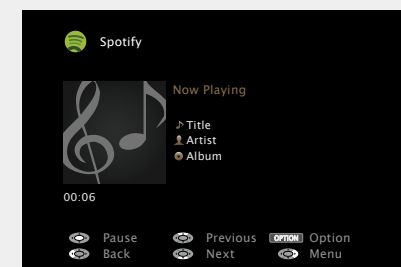 Spotify
Now Playing
Title
Artist
Album
00:06
Pause Previous OPTION Option
Back Next Menu